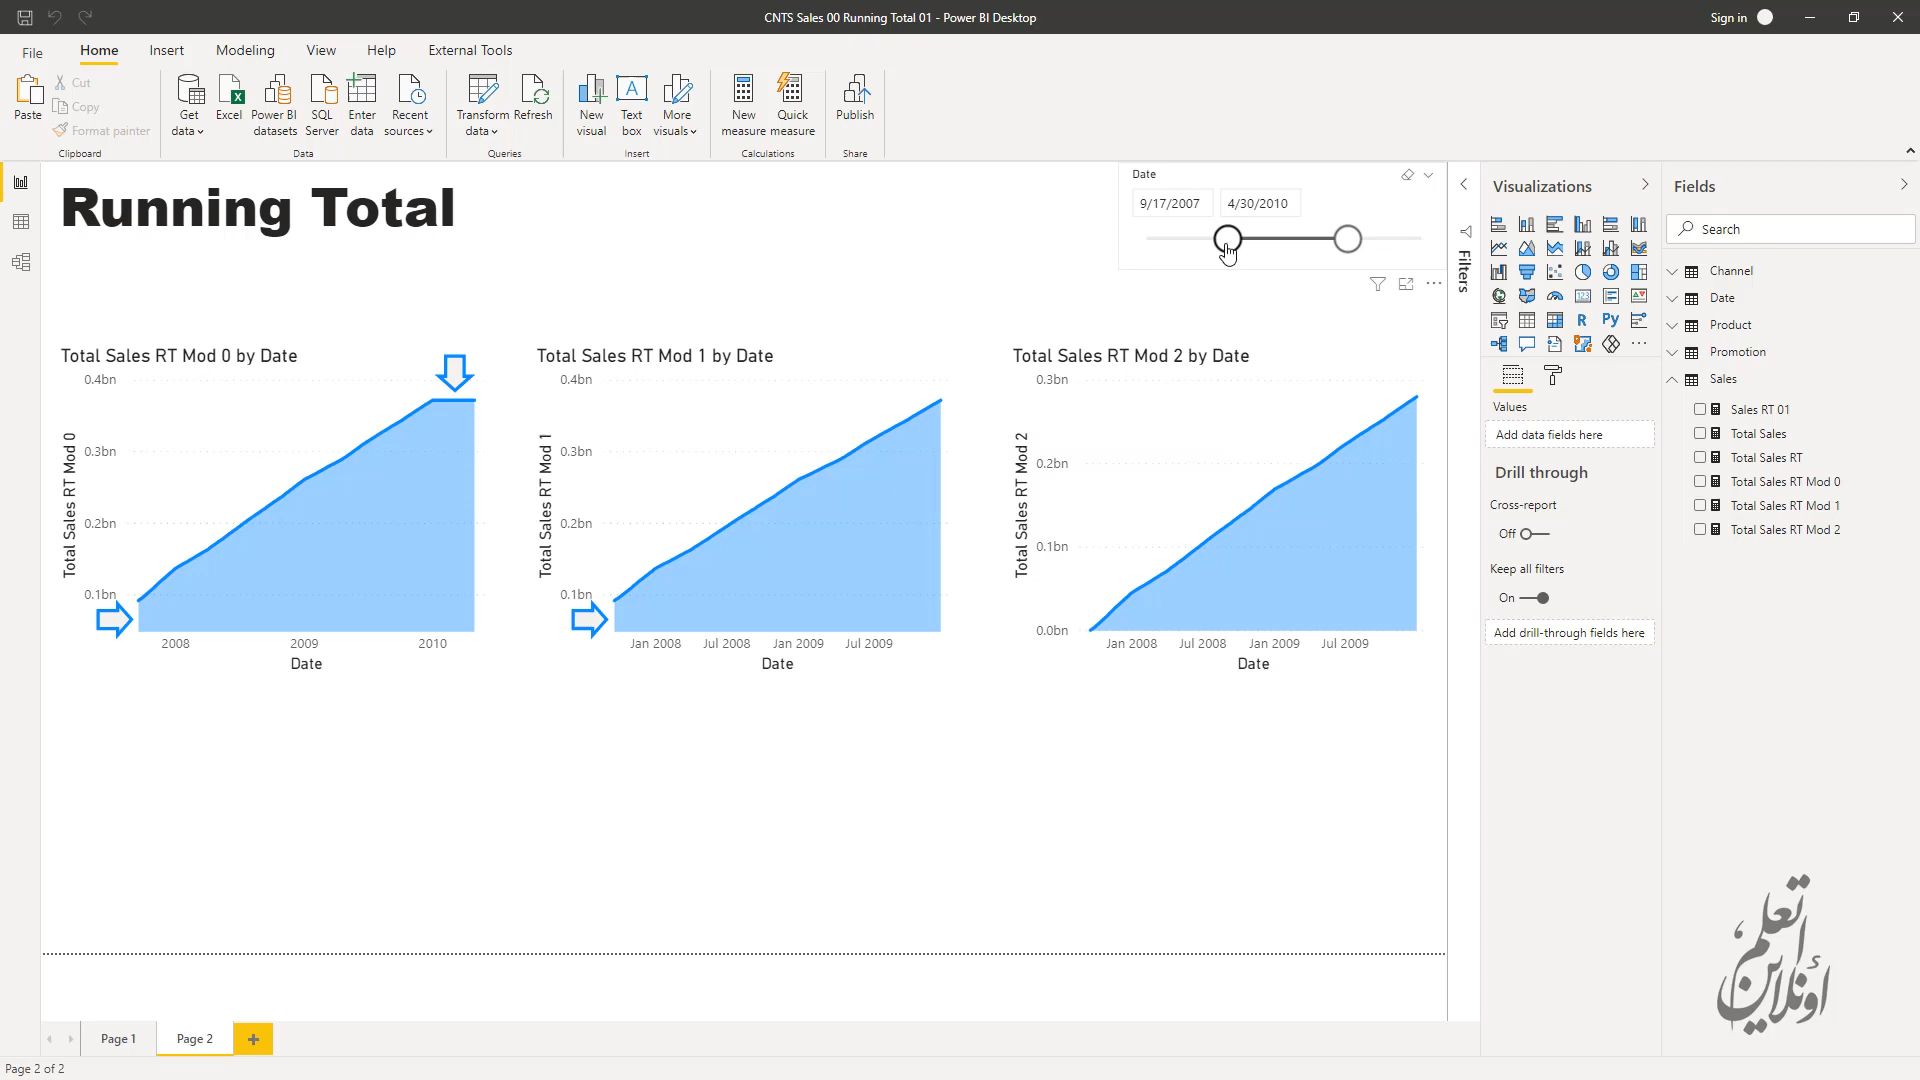 CNTS Sales 00 Running Total 01 - Power BI Desktop
Sign in
File
Home
Insert
Modeling
View
Help
External Tools
Paste
Cut
Copy
Format painter
Clipboard
Get data
Excel
Power BI datasets
SQL Server
Enter data
Recent sources
Data
Transform data
Refresh
Queries
New visual
Text box
More visuals
Insert
New measure
Quick measure
Calculations
Publish
Share
Running Total
Date
9/17/2007
4/30/2010
Total Sales RT Mod 0 by Date
0.4bn
0.3bn
0.2bn
0.1bn
Total Sales RT Mod 0
2008
2009
2010
Date
Total Sales RT Mod 1 by Date
0.4bn
0.3bn
0.2bn
0.1bn
Total Sales RT Mod 1
Jan 2008
Jul 2008
Jan 2009
Jul 2009
Date
Total Sales RT Mod 2 by Date
0.3bn
0.2bn
0.1bn
0.0bn
Total Sales RT Mod 2
Jan 2008
Jul 2008
Jan 2009
Jul 2009
Date
Filters
Visualizations
R
Py
123
Values
Add data fields here
Drill through
Cross-report
Off
Keep all filters
On
Add drill-through fields here
Fields
Search
Channel
Date
Product
Promotion
Sales
Sales RT 01
Total Sales
Total Sales RT
Total Sales RT Mod 0
Total Sales RT Mod 1
Total Sales RT Mod 2
اتعلم
أونلاين
Page 1
Page 2
+
Page 2 of 2